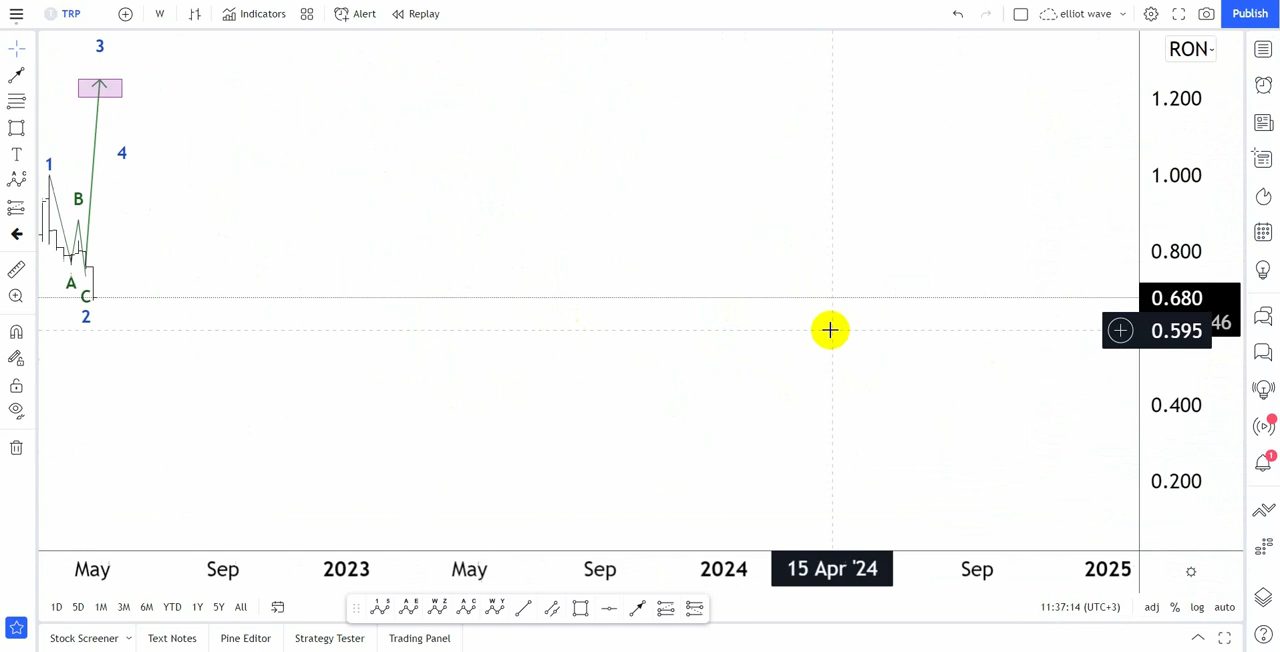 TRP
W
Indicators
Alert
Replay
elliot wave
Publish
RON
3
1.200
4
1
1.000
B
0.800
A
C
0.680
2
46
0.595
0.400
0.200
May
Sep
2023
May
Sep
2024
15 Apr '24
Sep
2025
1D
5D
1M
3M
6M
YTD
1Y
5Y
All
1 5
A E
W Z
A C
W Y
11:37:14 (UTC+3)
adj
%
log
auto
Stock Screener
Text Notes
Pine Editor
Strategy Tester
Trading Panel
A C
T
1